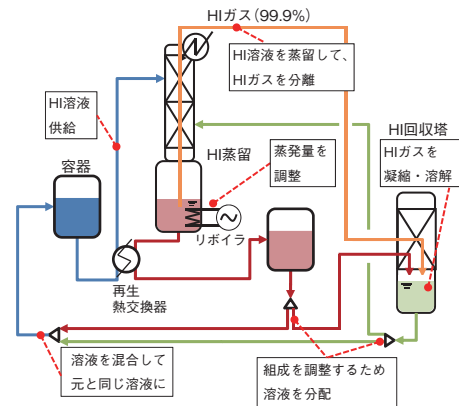 HIガス(99.9%)
HI溶液を蒸留して、
HIガスを分離
HI溶液
供給
HI蒸留
蒸発量を
調整
HI回収塔
HIガスを
凝縮・溶解
容器
リボイラ
再生
熱交換器
溶液を混合して
元と同じ溶液に
組成を調整するため
溶液を分配